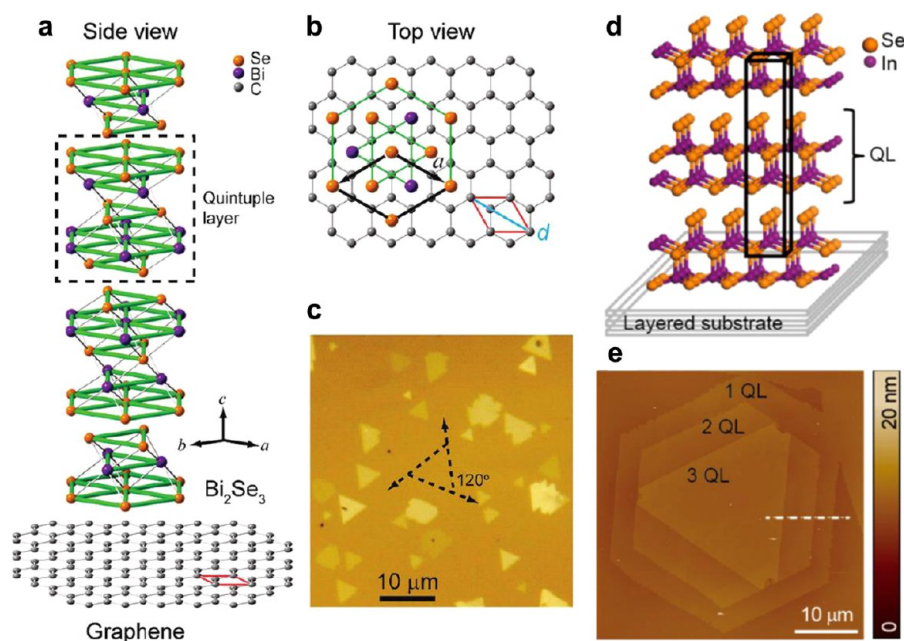 a
Side view
Se
Bi
C
Quintuple
layer
c
b
a
Bi₂Se₃
Graphene
b
Top view
a
d
c
120°
10 μm
d
Se
In
QL
Layered substrate
e
1 QL
2 QL
3 QL
10 μm
20 nm
0